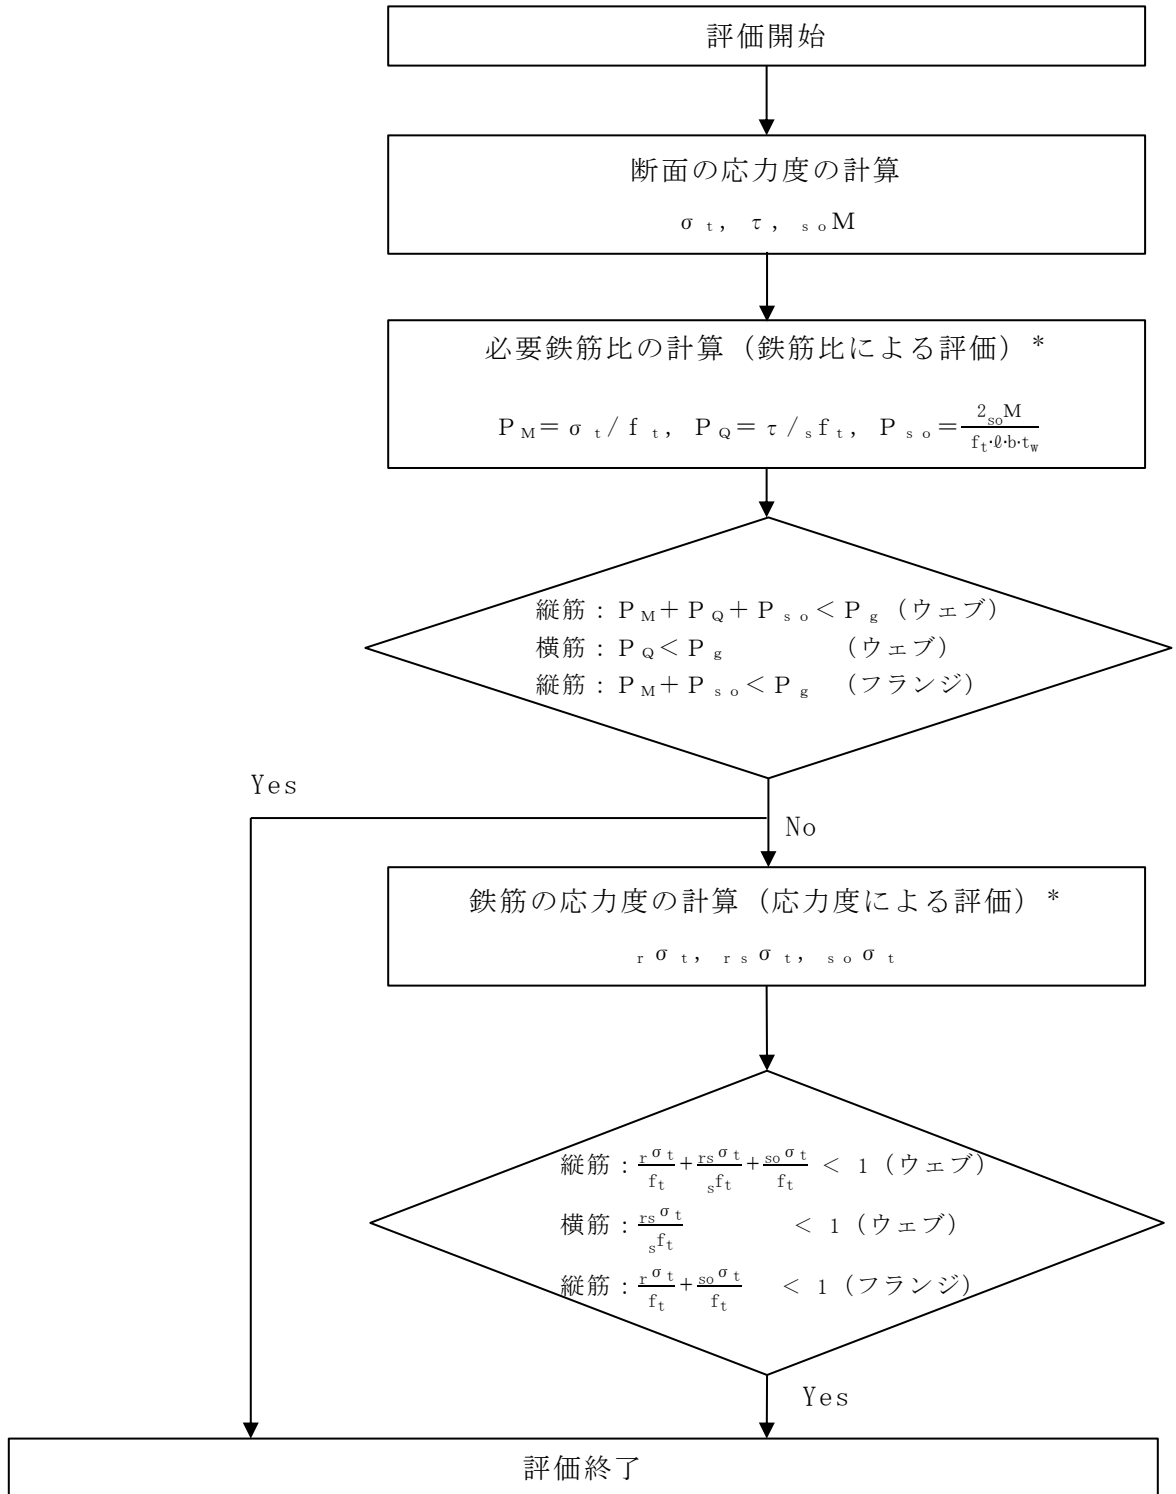 評価開始
断面の応力度の計算
σt, τ, soM
必要鉄筋比の計算(鉄筋比による評価)*
PM=σt/ft, PQ=τ/sft, Pso=2soM/ft·ℓ·b·tw
縦筋:PM+PQ+Pso<Pg(ウェブ)
横筋:PQ<Pg (ウェブ)
縦筋:PM+Pso<Pg (フランジ)
Yes
No
鉄筋の応力度の計算(応力度による評価)*
rσt, rsσt, soσt
縦筋:rσt/ft+rsσt/sft+soσt/ft < 1(ウェブ)
横筋:rsσt/sft < 1(ウェブ)
縦筋:rσt/ft+soσt/ft < 1(フランジ)
Yes
評価終了